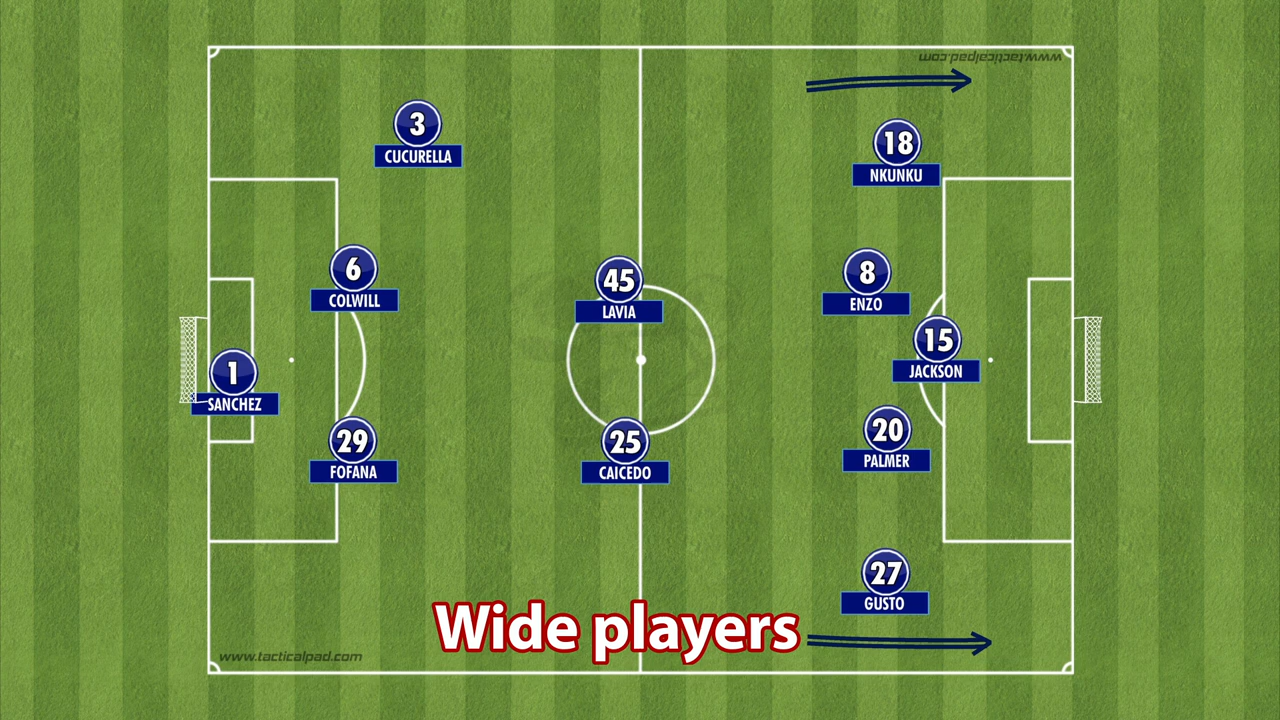 www.tacticalpad.com
3
CUCURELLA
18
NKUNKU
6
COLWILL
45
LAVIA
8
ENZO
15
JACKSON
1
SANCHEZ
29
FOFANA
25
CAICEDO
20
PALMER
27
GUSTO
Wide players
www.tacticalpad.com